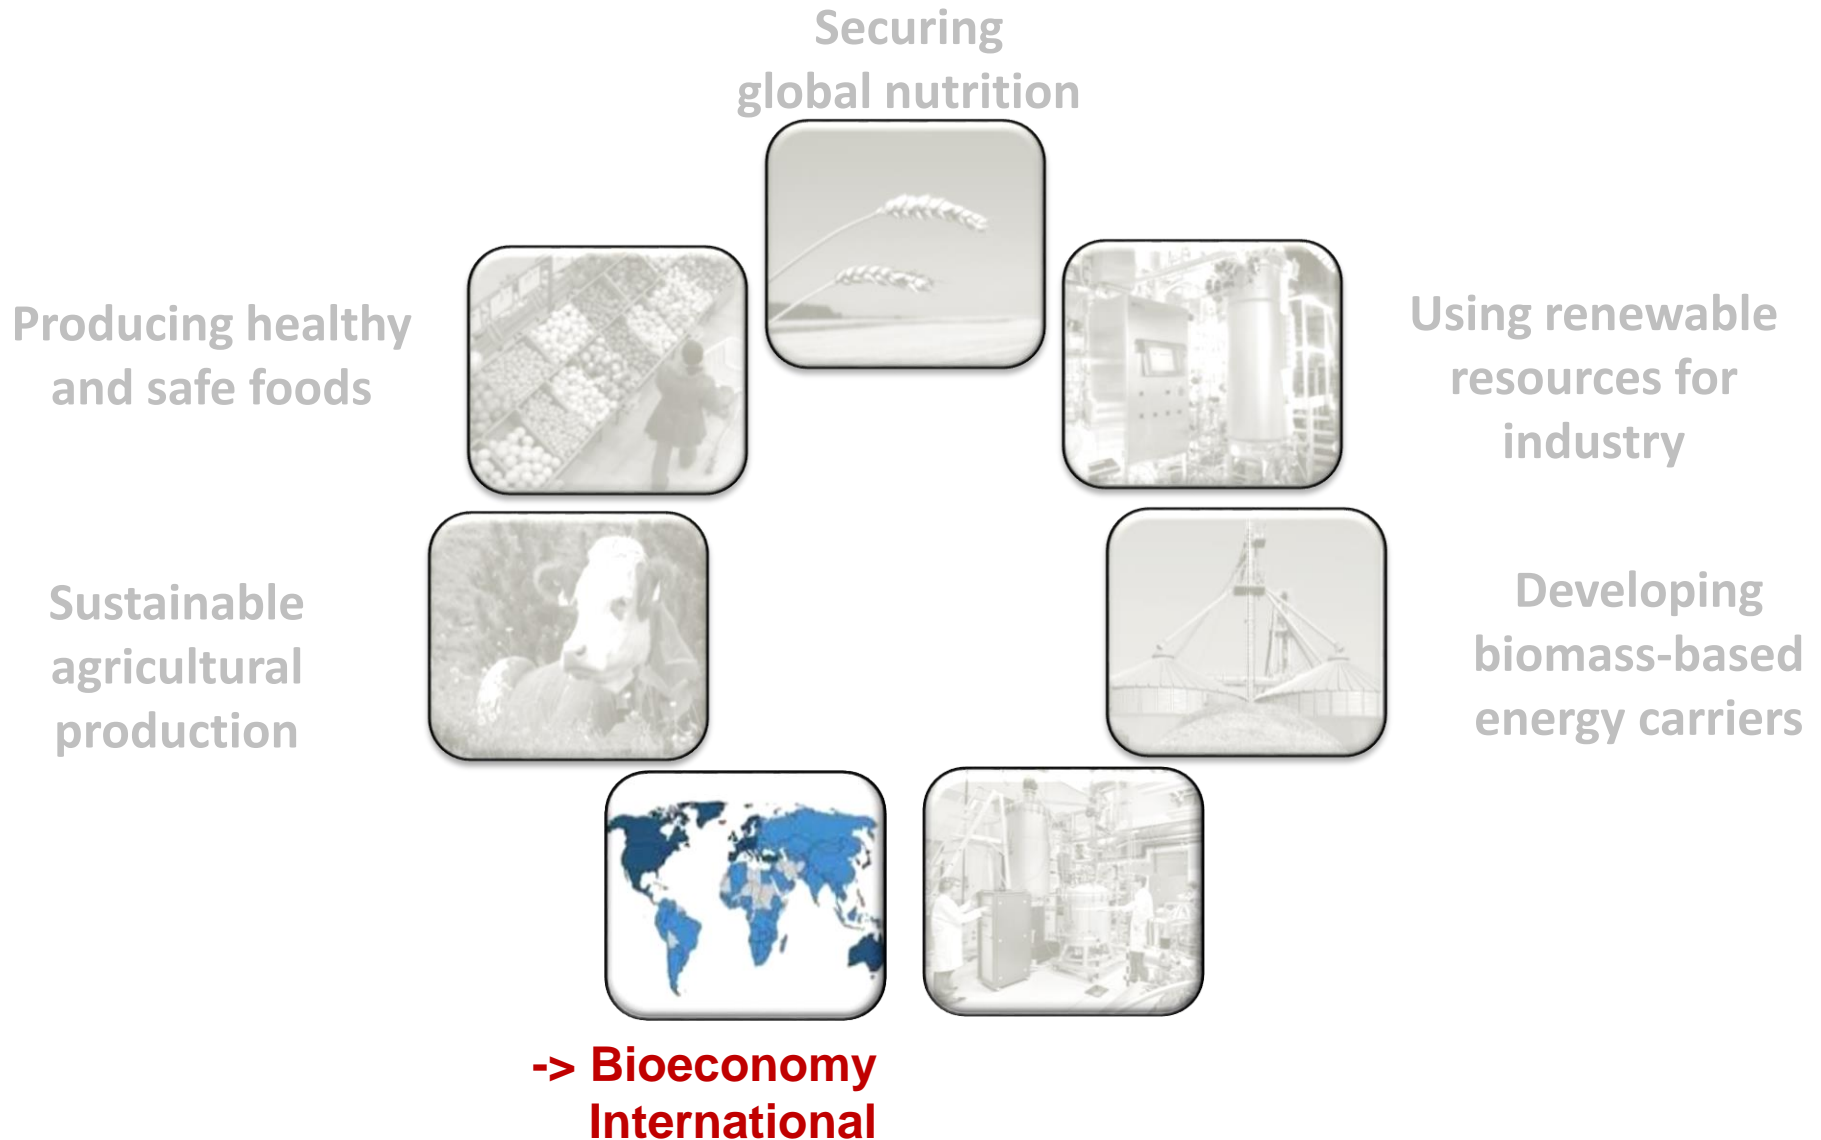 Securing
global nutrition
Producing healthy
and safe foods
Using renewable
resources for
industry
Sustainable
agricultural
production
Developing
biomass-based
energy carriers
-> Bioeconomy
International